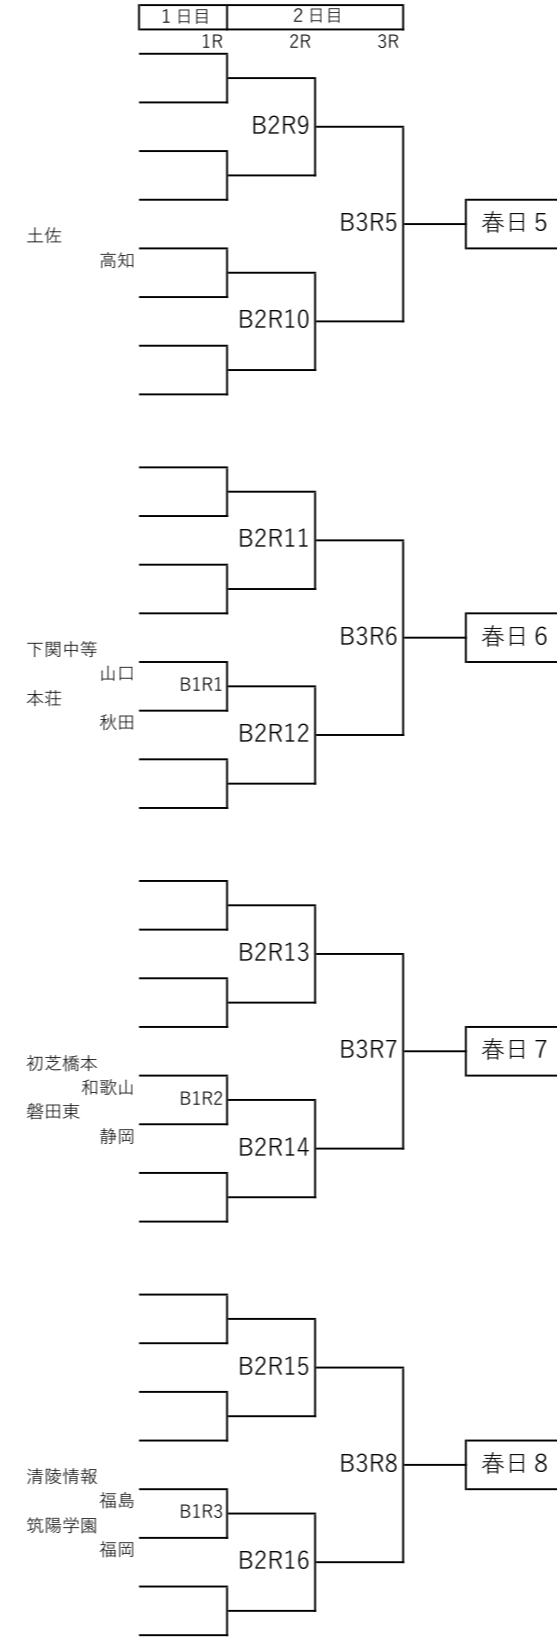 １日目 ２日目
1R 2R 3R
B2R9
B3R5 春日５
土佐
高知
B2R10
B2R11
B3R6 春日６
下関中等
山口
B1R1
本荘
秋田
B2R12
B2R13
B3R7 春日７
初芝橋本
和歌山
B1R2
磐田東
静岡
B2R14
B2R15
B3R8 春日８
清陵情報
福島
B1R3
筑陽学園
福岡
B2R16